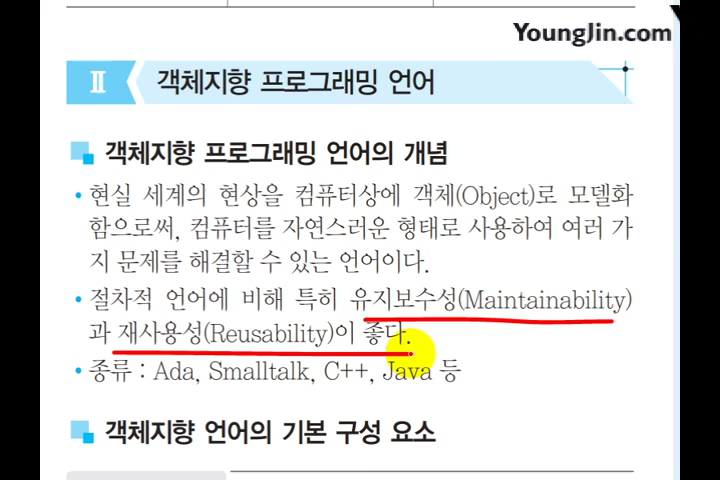 YoungJin.com
Ⅱ 객체지향 프로그래밍 언어
객체지향 프로그래밍 언어의 개념
• 현실 세계의 현상을 컴퓨터상에 객체(Object)로 모델화
함으로써, 컴퓨터를 자연스러운 형태로 사용하여 여러 가
지 문제를 해결할 수 있는 언어이다.
• 절차적 언어에 비해 특히 유지보수성(Maintainability)
과 재사용성(Reusability)이 좋다.
• 종류 : Ada, Smalltalk, C++, Java 등
객체지향 언어의 기본 구성 요소